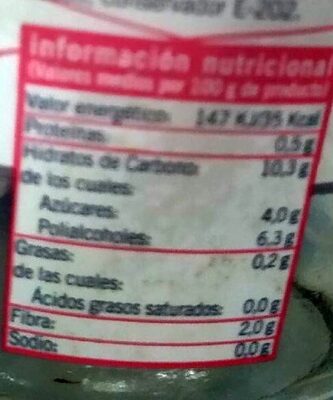 Conservador E-202.
Información nutricional
(Valores medios por 100 g de producto)
Valor energético: 147 KJ/35 Kcal
Proteínas: 0,5 g
Hidratos de Carbono: 10,3 g
de los cuales:
Azúcares: 4,0 g
Polialcoholes: 6,3 g
Grasas: 0,2 g
de las cuales:
Ácidos grasos saturados: 0,0 g
Fibra: 2,0 g
Sodio: 0,0 g